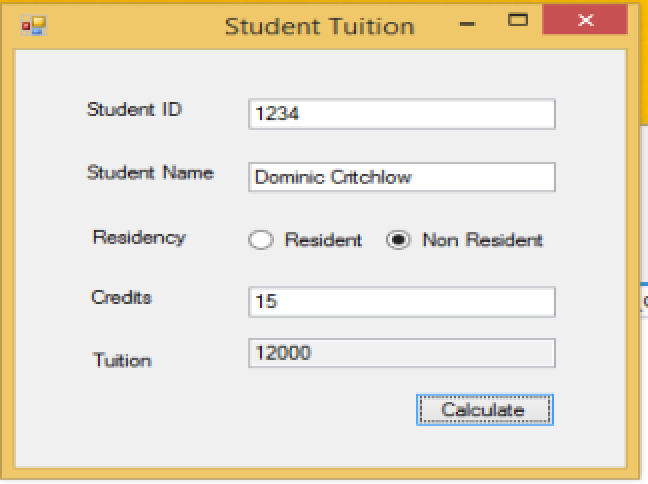 Student Tuition
Student ID 1234
Student Name Dominic Critchlow
Residency Resident Non Resident
Credits 15
Tuition 12000
Calculate